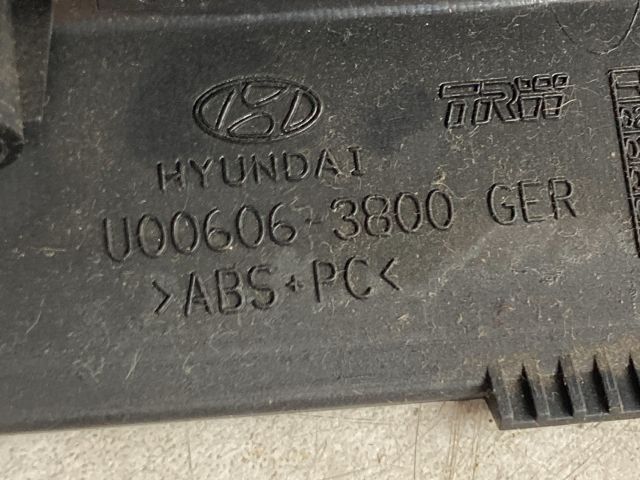 HYUNDAI
U00606-3800 GER
>ABS+PC<